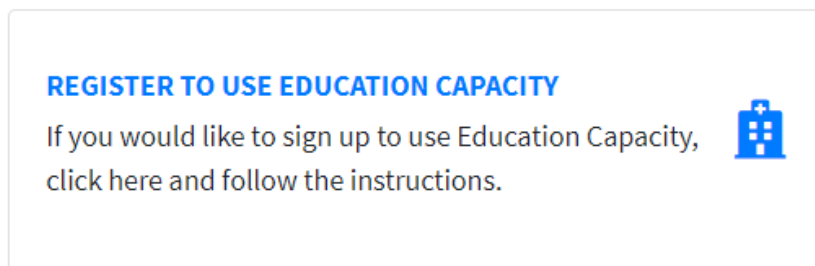 REGISTER TO USE EDUCATION CAPACITY
If you would like to sign up to use Education Capacity,
click here and follow the instructions.